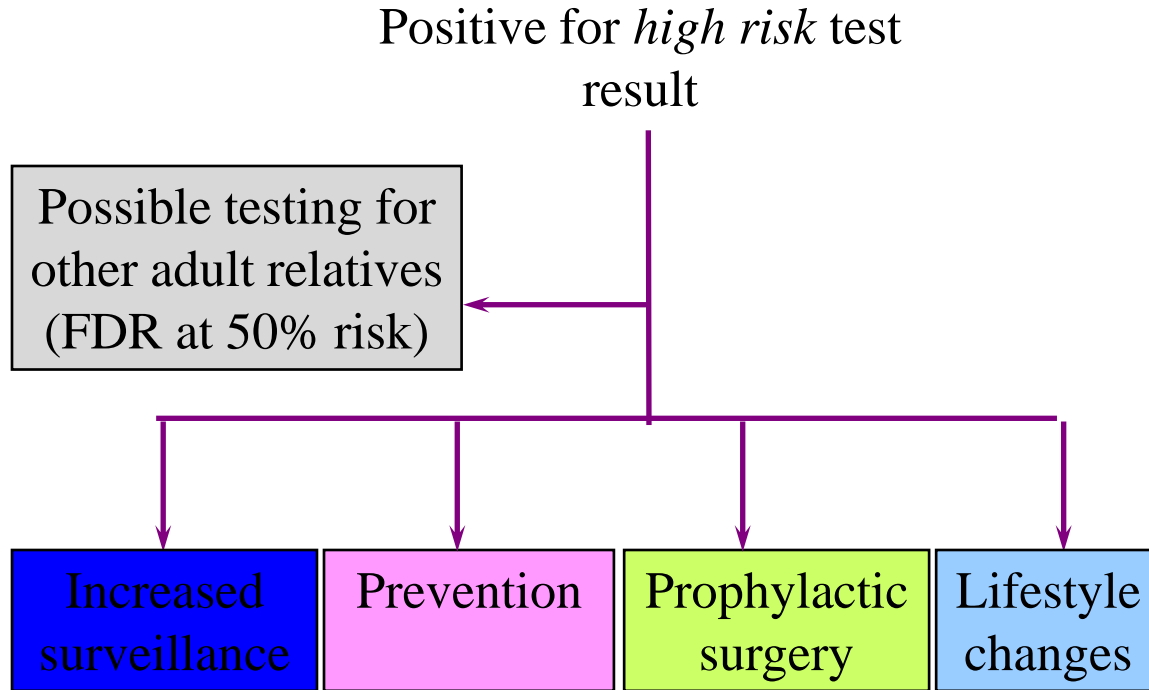 Positive for high risk test
result
Possible testing for
other adult relatives
(FDR at 50% risk)
Increased
surveillance
Prevention
Prophylactic
surgery
Lifestyle
changes